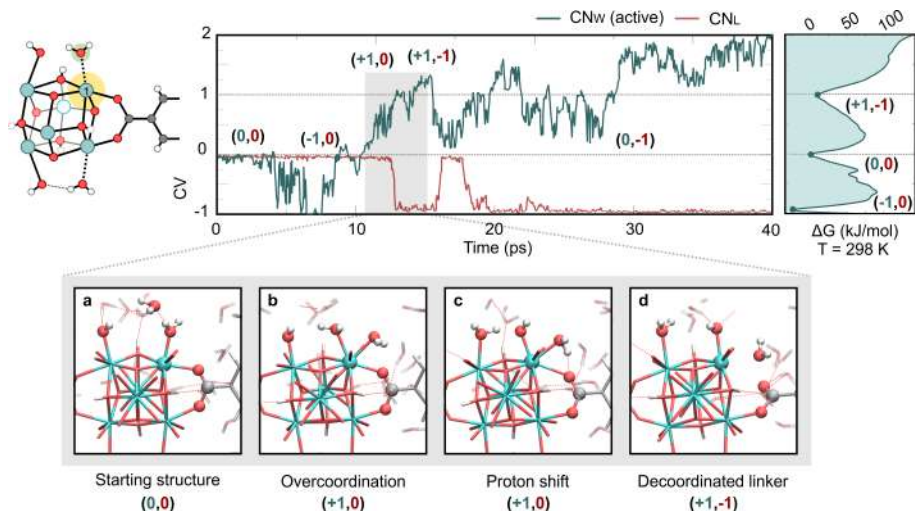 CNW (active) CNL
2
1
0
-1
CV
(0,0)
(-1,0)
(+1,0)
(+1,-1)
(0,-1)
0 10 20 30 40
Time (ps)
0 50 100
(+1,-1)
(0,0)
(-1,0)
ΔG (kJ/mol)
T = 298 K
1
a
b
c
d
Starting structure
(0,0)
Overcoordination
(+1,0)
Proton shift
(+1,0)
Decoordinated linker
(+1,-1)